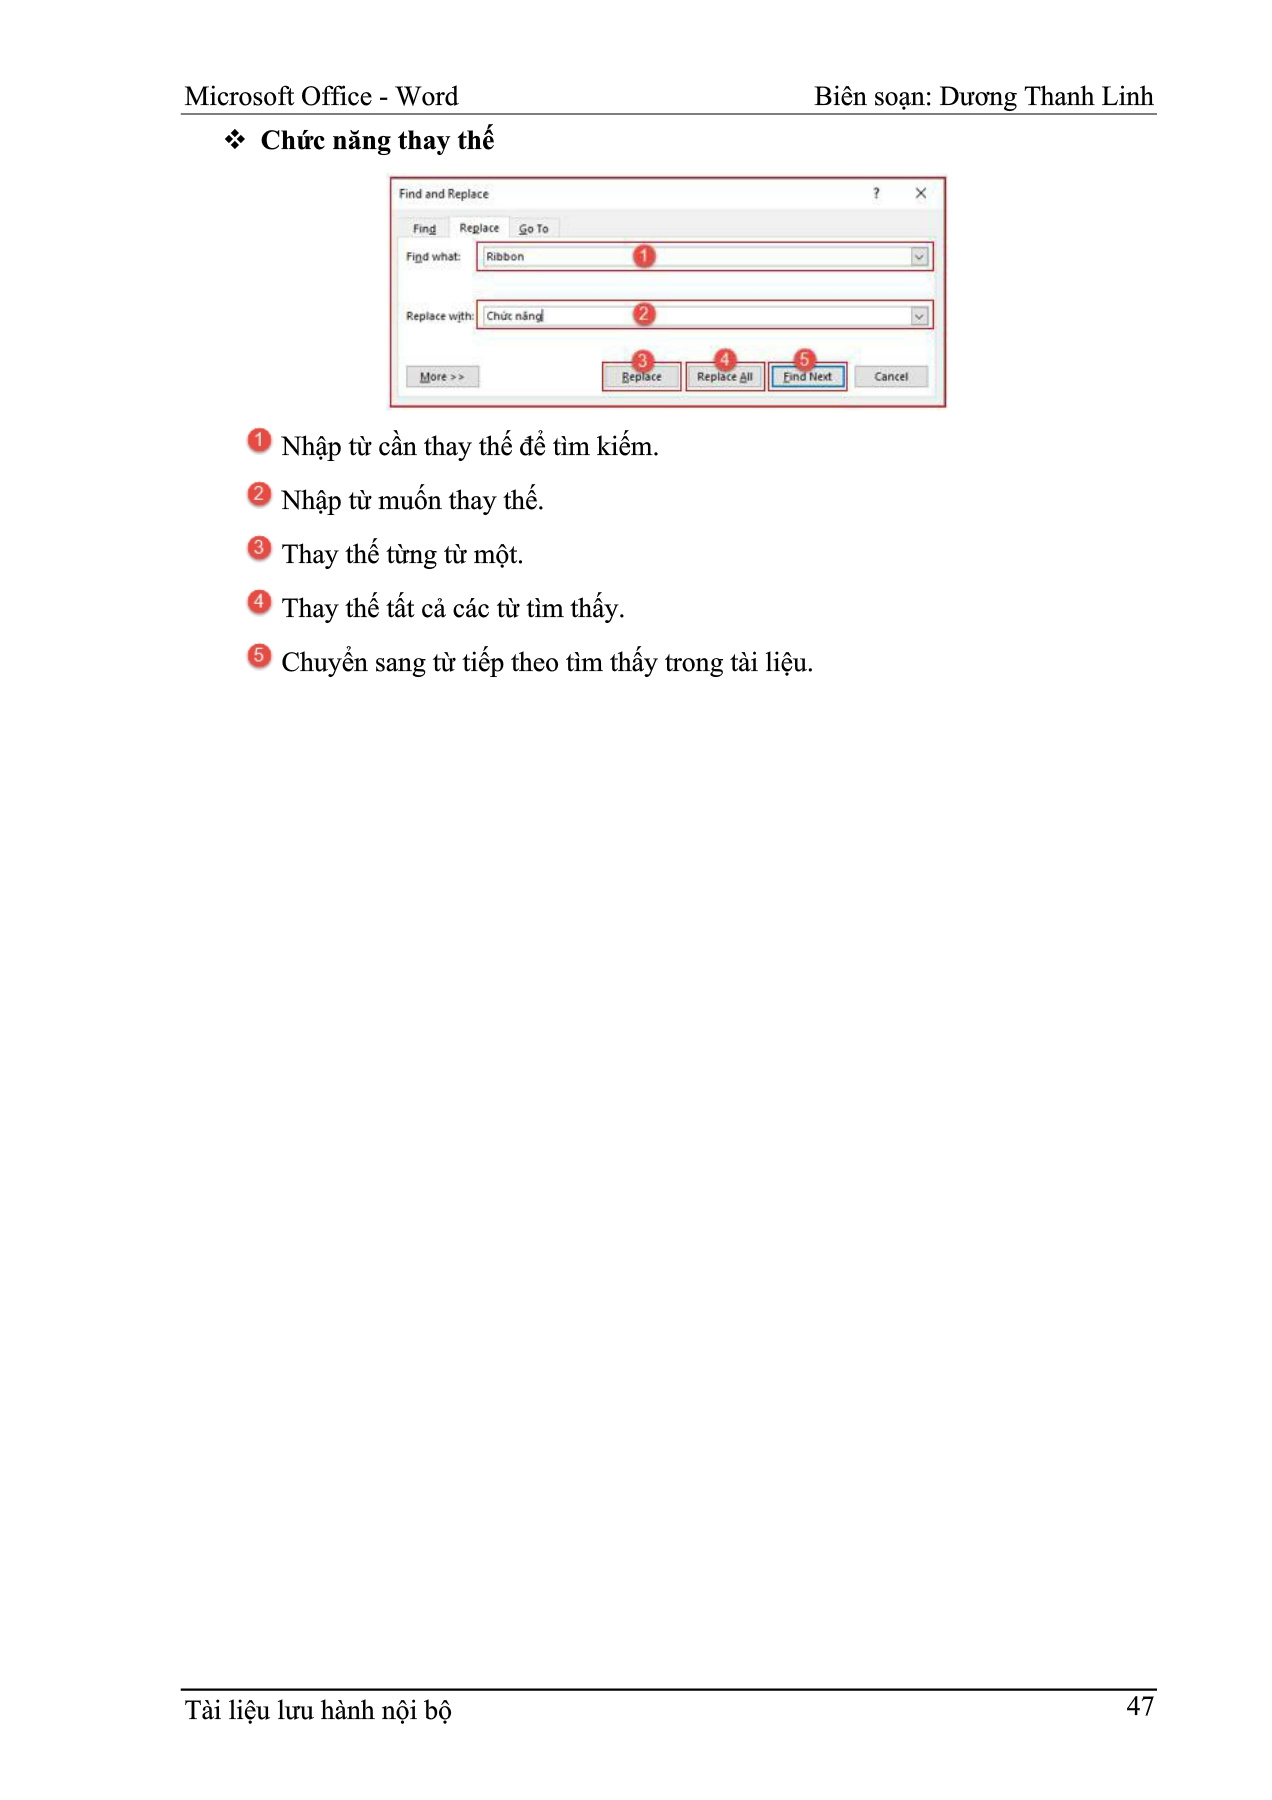 Microsoft Office - Word Biên soạn: Dương Thanh Linh
❖ Chức năng thay thế
Find and Replace ? ✕
Find Replace Go To
Find what: Ribbon 1
Replace with: Chức năng 2
3 4 5
More >> Replace Replace All Find Next Cancel
1 Nhập từ cần thay thế để tìm kiếm.
2 Nhập từ muốn thay thế.
3 Thay thế từng từ một.
4 Thay thế tất cả các từ tìm thấy.
5 Chuyển sang từ tiếp theo tìm thấy trong tài liệu.
Tài liệu lưu hành nội bộ 47